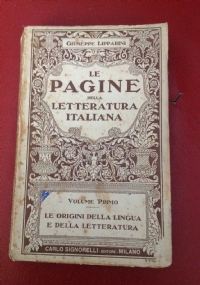 GIUSEPPE LIPPARINI
LE
PAGINE
DELLA
LETTERATURA
ITALIANA
VOLUME PRIMO
LE ORIGINI DELLA LINGUA
E DELLA LETTERATURA
CARLO SIGNORELLI EDITORE MILANO